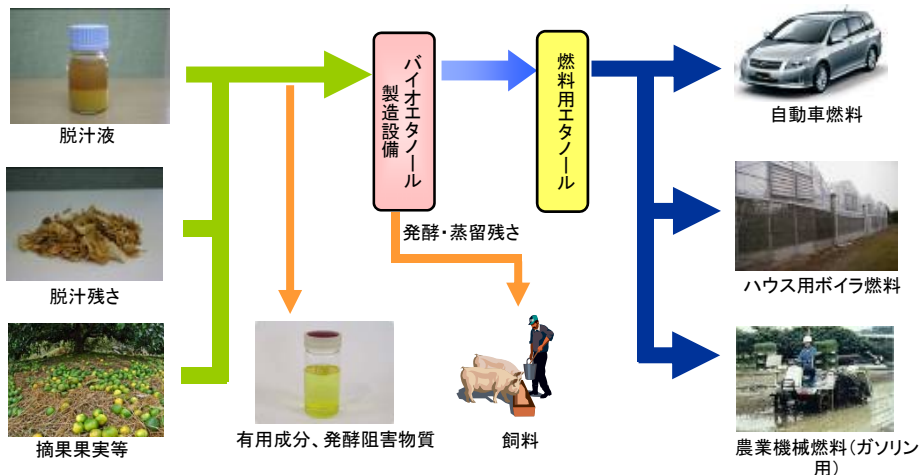 脱汁液
脱汁残さ
摘果果実等
バイオエタノール
製造設備
燃料用エタノール
発酵・蒸留残さ
有用成分、発酵阻害物質
飼料
自動車燃料
ハウス用ボイラ燃料
農業機械燃料(ガソリン
用)